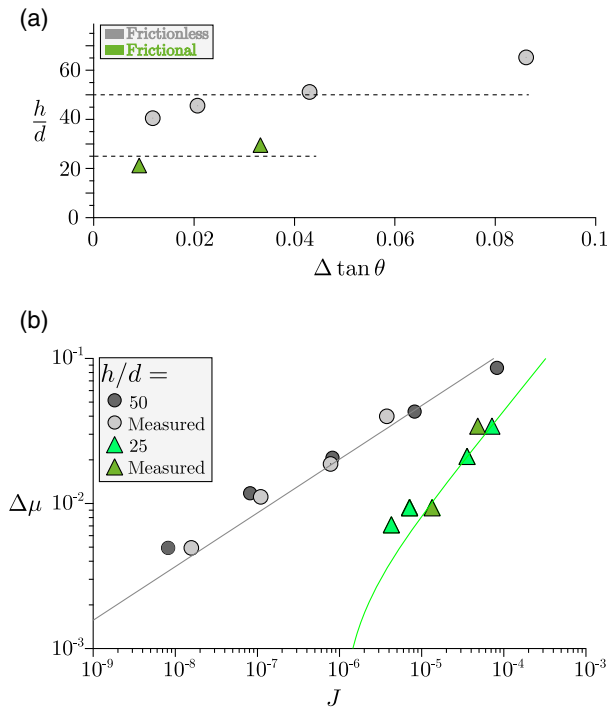 (a)
Frictionless
Frictional
60
40
20
0
h/d
0 0.02 0.04 0.06 0.08 0.1
Δ tan θ
(b)
h/d =
50
Measured
25
Measured
10⁻¹
10⁻²
10⁻³
Δμ
10⁻⁹ 10⁻⁸ 10⁻⁷ 10⁻⁶ 10⁻⁵ 10⁻⁴ 10⁻³
J